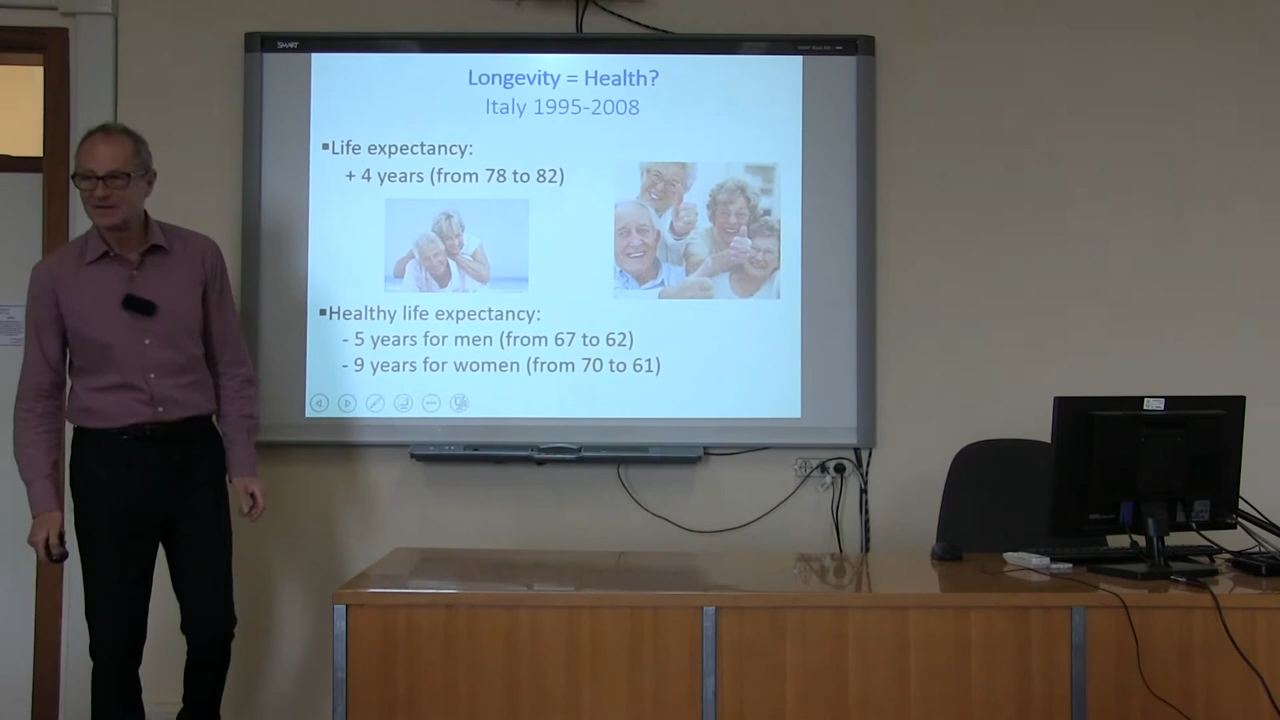 SMART
Longevity = Health?
Italy 1995-2008
▪Life expectancy:
+ 4 years (from 78 to 82)
▪Healthy life expectancy:
- 5 years for men (from 67 to 62)
- 9 years for women (from 70 to 61)